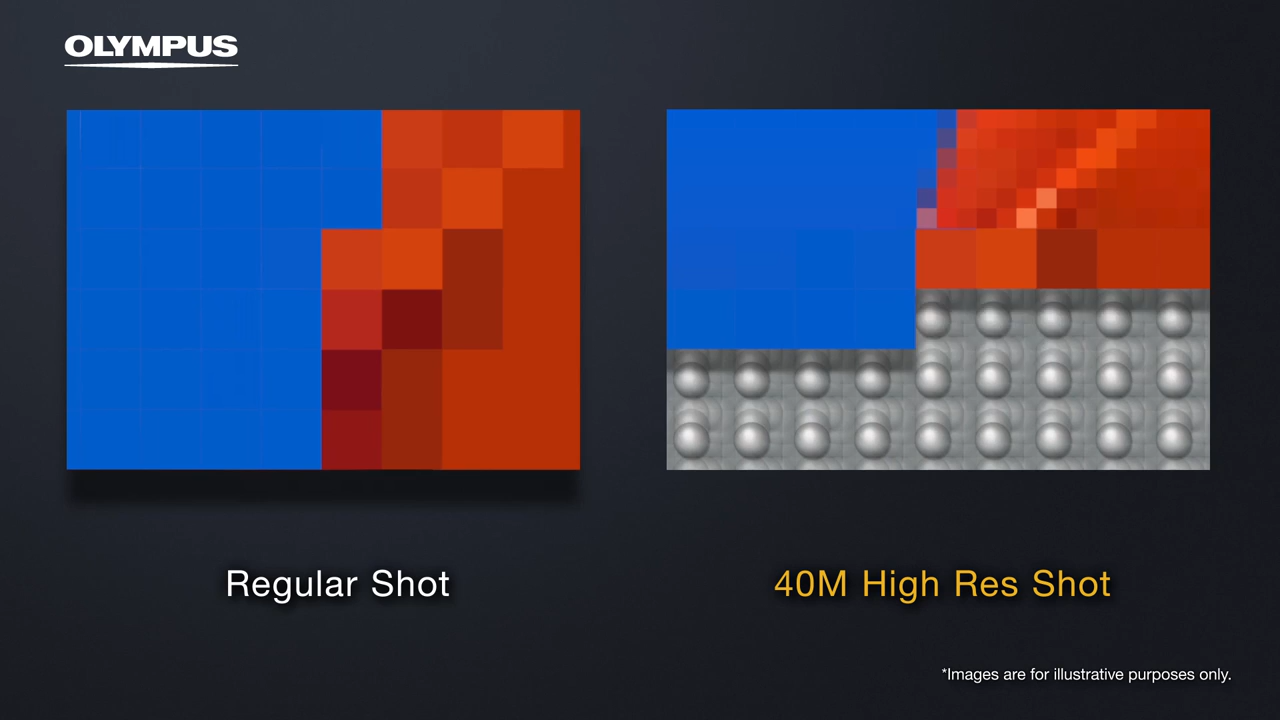 OLYMPUS
Regular Shot
40M High Res Shot
*Images are for illustrative purposes only.